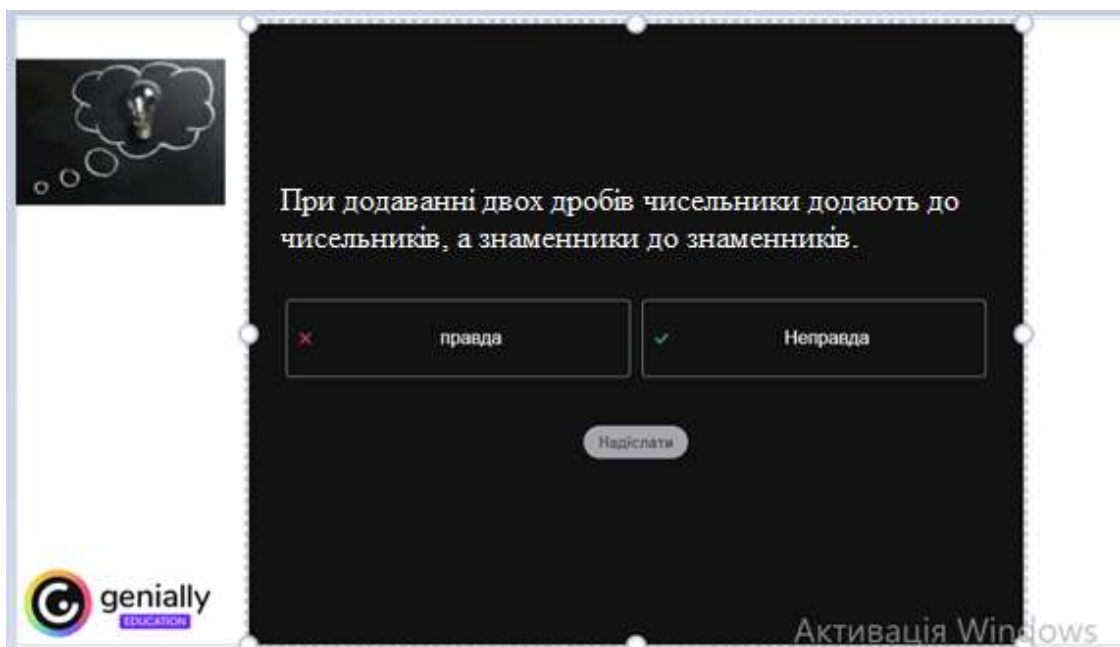 При додаванні двох дробів чисельники додають до
чисельників, а знаменники до знаменників.
правда
Неправда
Надіслати
genially
EDUCATION
Активація Windows